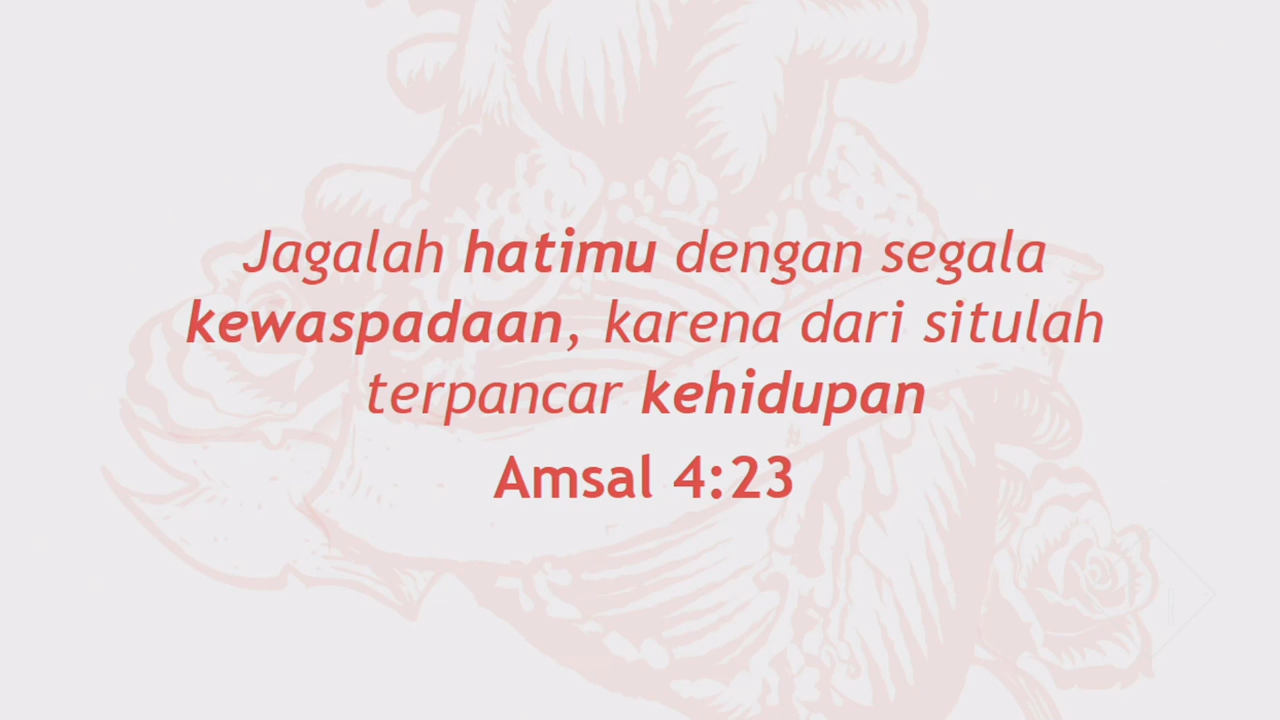 Jagalah hatimu dengan segala
kewaspadaan, karena dari situlah
terpancar kehidupan
Amsal 4:23